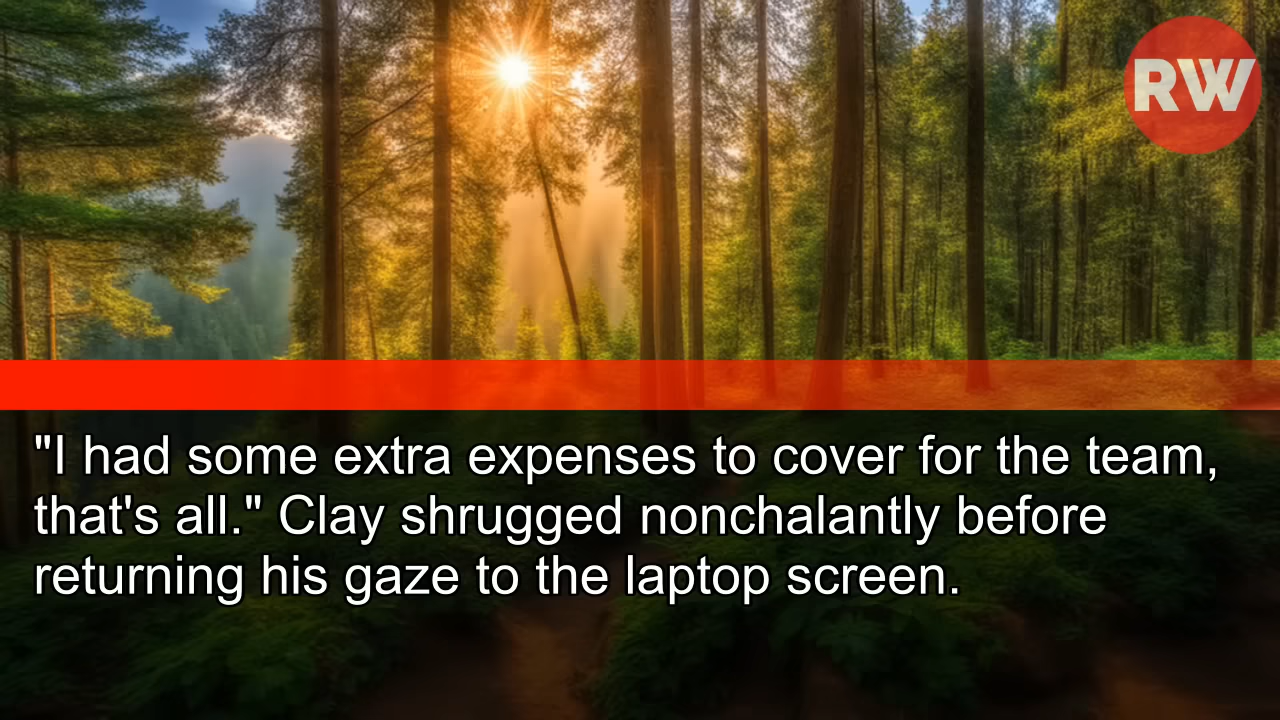 RW
"I had some extra expenses to cover for the team,
that's all." Clay shrugged nonchalantly before
returning his gaze to the laptop screen.